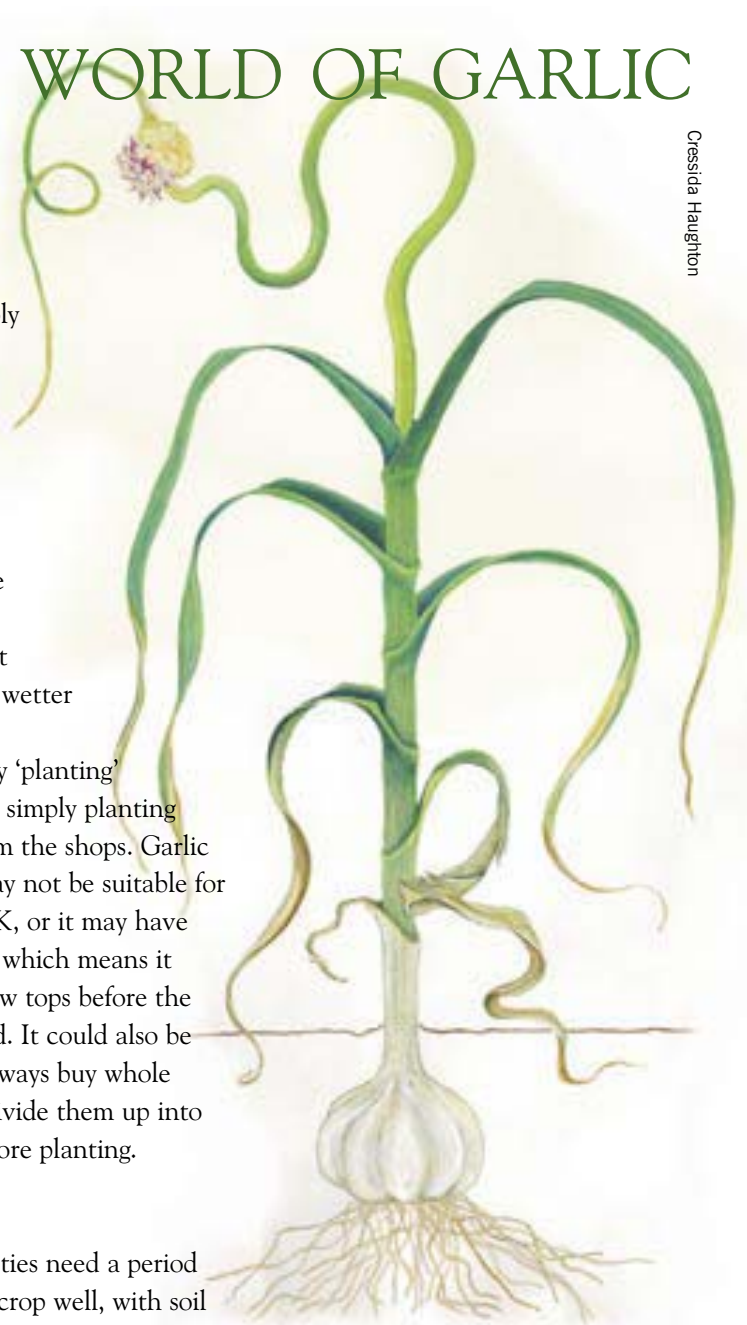 WORLD OF GARLIC
Cressida Haughton
ly
e
t
wetter
y ‘planting’
simply planting
m the shops. Garlic
ay not be suitable for
K, or it may have
which means it
w tops before the
d. It could also be
ways buy whole
vide them up into
ore planting.
ties need a period
crop well, with soil